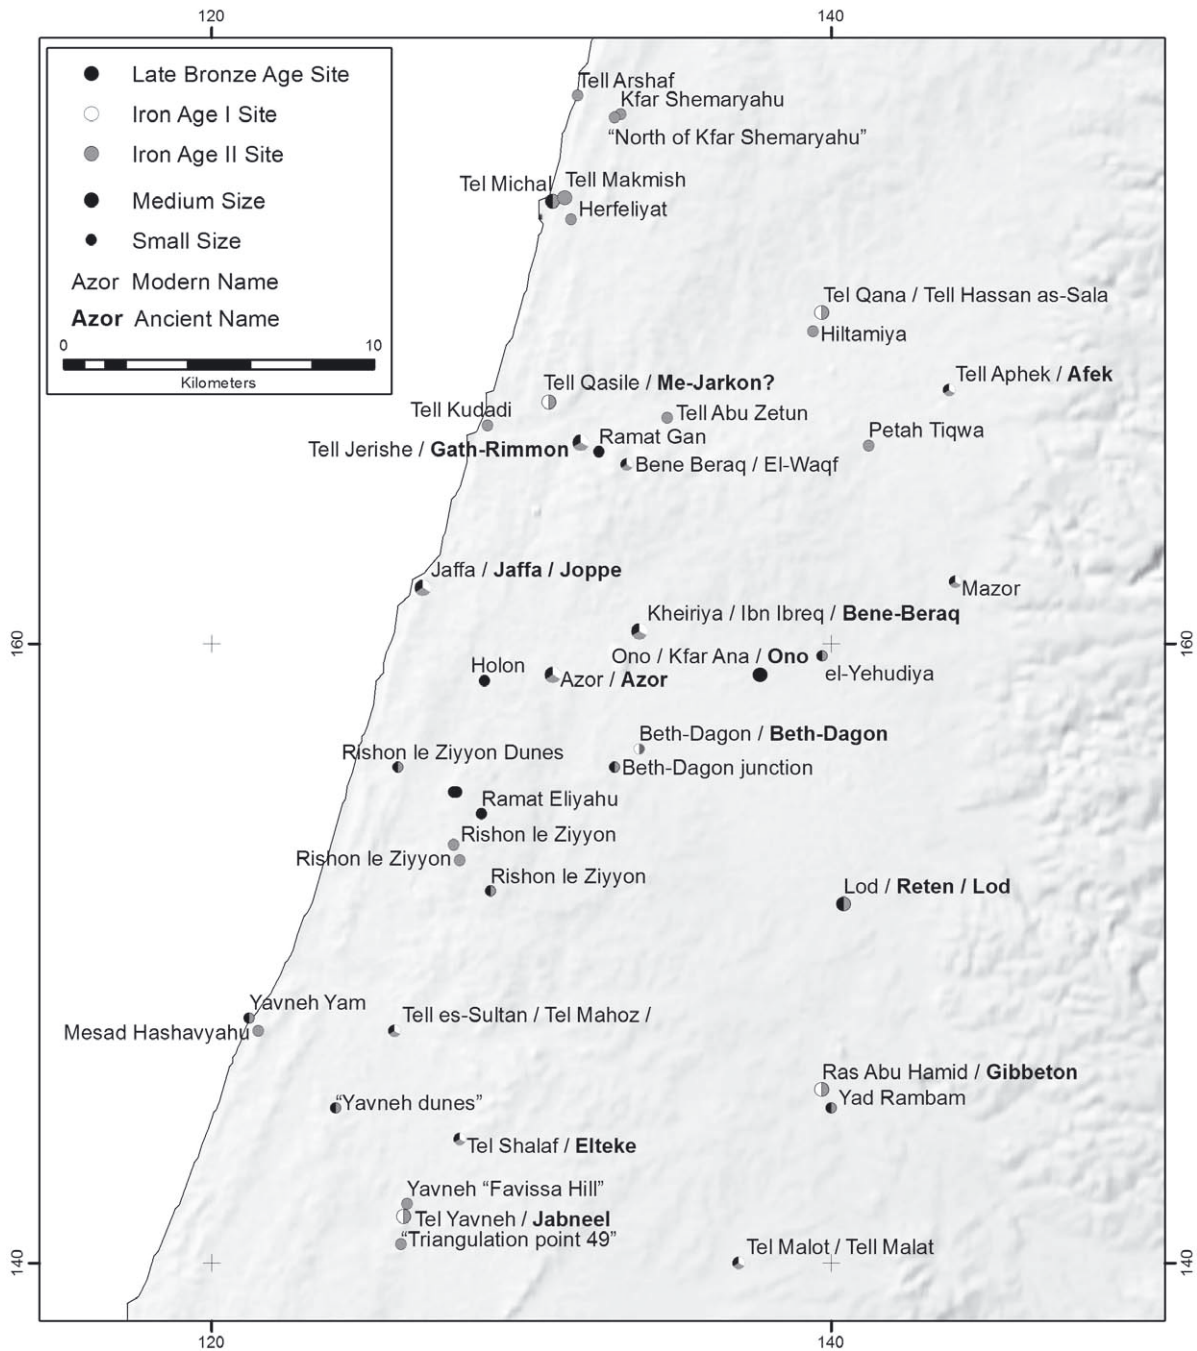 120 140
Late Bronze Age Site
Iron Age I Site
Iron Age II Site
Medium Size
Small Size
Azor Modern Name
Azor Ancient Name
0 10
Kilometers
Tell Arshaf
Kfar Shemaryahu
“North of Kfar Shemaryahu”
Tel Michal
Tell Makmish
Herfeliyat
Tel Qana / Tell Hassan as-Sala
Hiltamiya
Tell Aphek / Afek
Tell Qasile / Me-Jarkon?
Tell Kudadi
Tell Abu Zetun
Petah Tiqwa
Ramat Gan
Tell Jerishe / Gath-Rimmon
Bene Beraq / El-Waqf
Jaffa / Jaffa / Joppe
Mazor
Kheiriya / Ibn Ibreq / Bene-Beraq
160 160
Ono / Kfar Ana / Ono
Holon
el-Yehudiya
Azor / Azor
Beth-Dagon / Beth-Dagon
Rishon le Ziyyon Dunes
Beth-Dagon junction
Ramat Eliyahu
Rishon le Ziyyon
Rishon le Ziyyon
Rishon le Ziyyon
Lod / Reten / Lod
Yavneh Yam
Tell es-Sultan / Tel Mahoz /
Mesad Hashavyahu
Ras Abu Hamid / Gibbeton
Yad Rambam
“Yavneh dunes”
Tel Shalaf / Elteke
Yavneh “Favissa Hill”
Tel Yavneh / Jabneel
“Triangulation point 49”
Tel Malot / Tell Malat
140 140
120 140